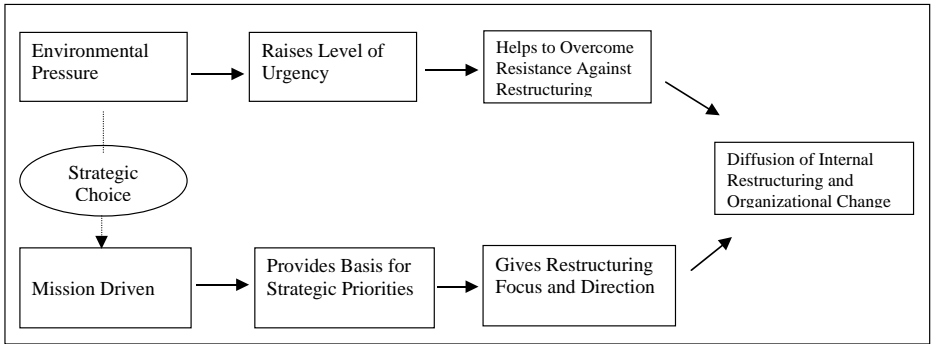 Environmental
Pressure
Raises Level of
Urgency
Helps to Overcome
Resistance Against
Restructuring
Strategic
Choice
Diffusion of Internal
Restructuring and
Organizational Change
Mission Driven
Provides Basis for
Strategic Priorities
Gives Restructuring
Focus and Direction